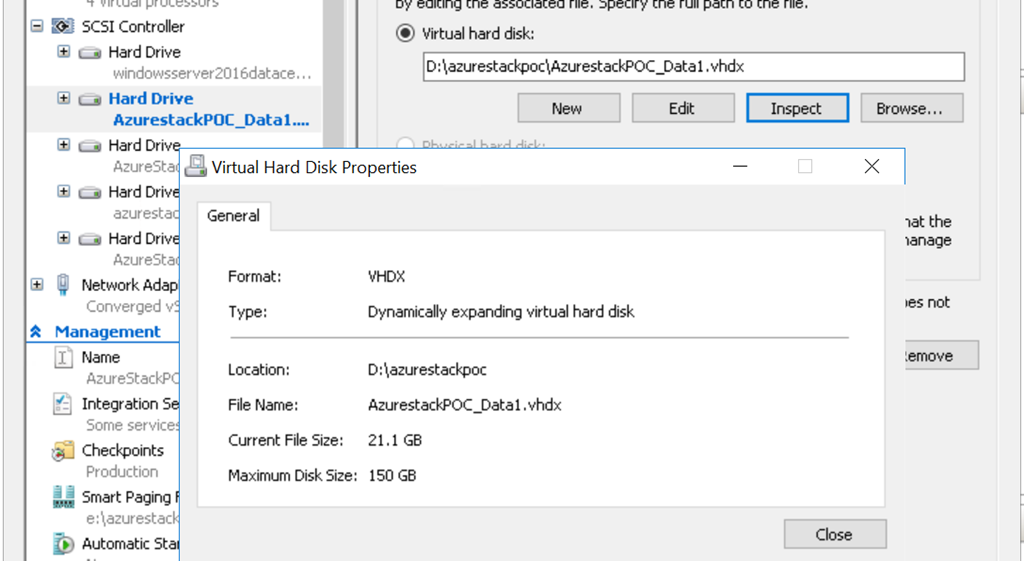 4 Virtual processors
SCSI Controller
Hard Drive
windowsserver2016datace...
Hard Drive
AzurestackPOC_Data1....
Hard Drive
AzureStac
Hard Drive
azurestac
Hard Drive
AzureStac
Network Adap
Converged vS
Management
Name
AzureStackPC
Integration Se
Some services
Checkpoints
Production
Smart Paging F
e:\azurestack
Automatic Star
by editing the associated file. Specify the full path to the file.
Virtual hard disk:
D:\azurestackpoc\AzurestackPOC_Data1.vhdx
New
Edit
Inspect
Browse...
Physical hard disk:
hat the
manage
oes not
Remove
Virtual Hard Disk Properties
General
Format: VHDX
Type: Dynamically expanding virtual hard disk
Location: D:\azurestackpoc
File Name: AzurestackPOC_Data1.vhdx
Current File Size: 21.1 GB
Maximum Disk Size: 150 GB
Close